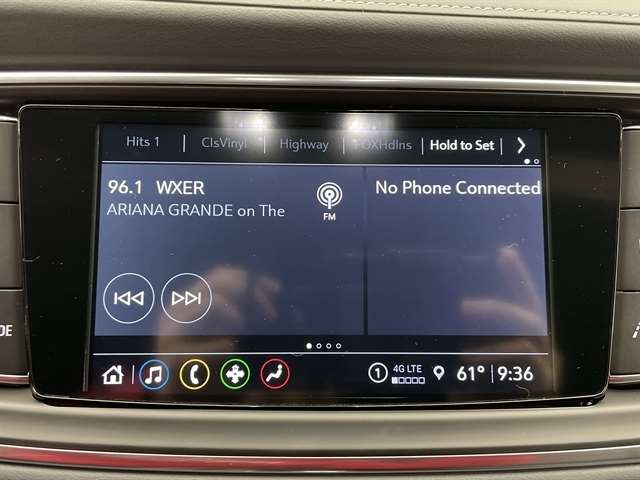 Hits 1 | ClsVinyl | Highway | FOXHdlns | Hold to Set |
96.1 WXER
ARIANA GRANDE on The
FM
No Phone Connected
1 4G LTE 61° | 9:36